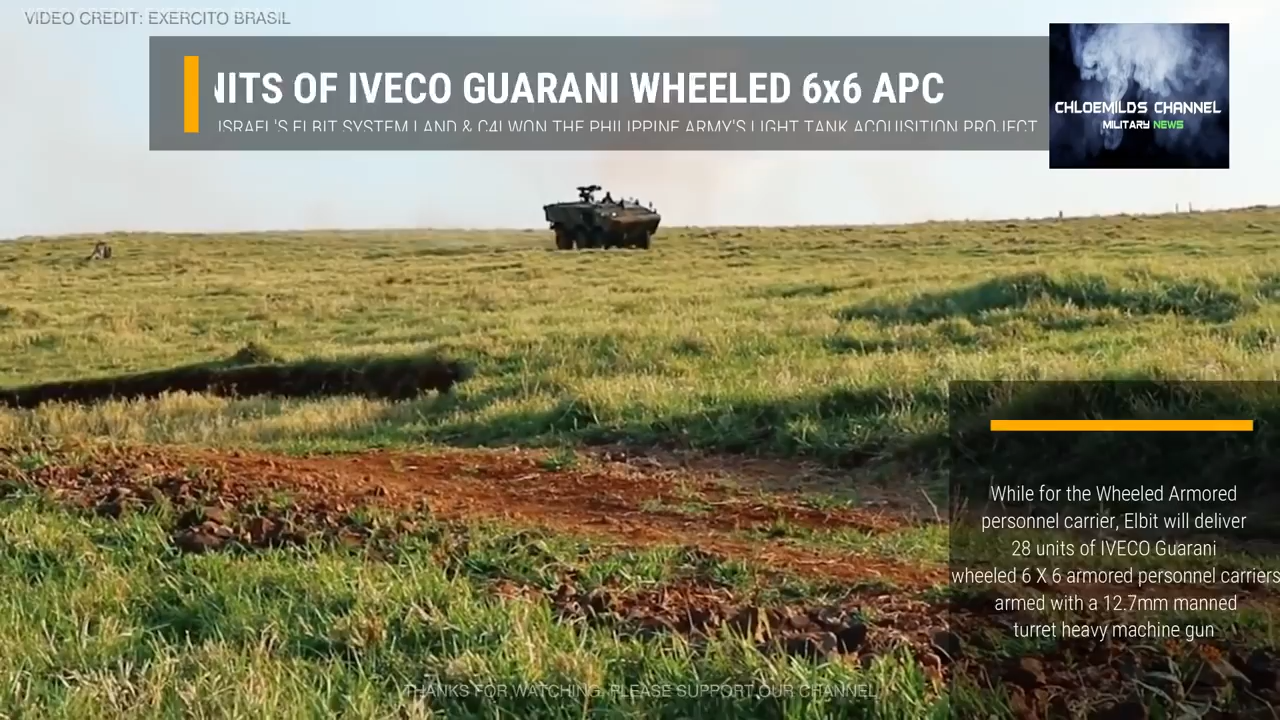 VIDEO CREDIT: EXERCITO BRASIL
OF IVECO GUARANI WHEELED 6x6 APC
ISRAEL'S ELBIT SYSTEM LAND & C4I WON THE PHILIPPINE ARMY'S LIGHT TANK ACQUISITION PROJECT
CHLOEMILDS CHANNEL
MILITARY NEWS
While for the Wheeled Armored
personnel carrier, Elbit will deliver
28 units of IVECO Guarani
wheeled 6 X 6 armored personnel carriers
armed with a 12.7mm manned
turret heavy machine gun
THANKS FOR WATCHING, PLEASE SUPPORT OUR CHANNEL